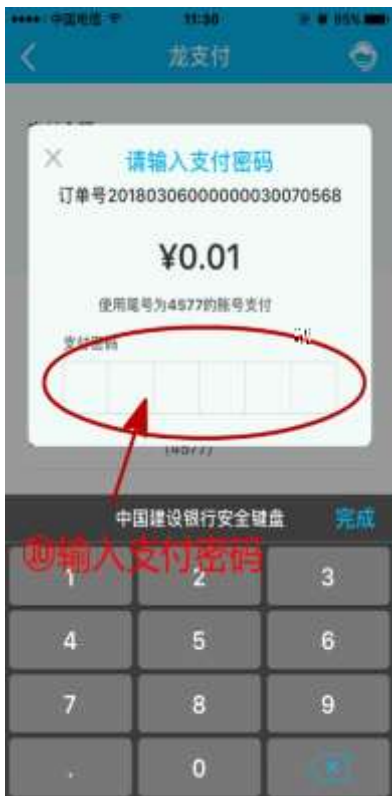 中国电信 11:30 95%
龙支付
请输入支付密码
订单号20180306000000030070568
¥0.01
使用尾号为4577的账号支付
支付密码
(4577)
中国建设银行安全键盘 完成
⑩输入支付密码
1 2 3
4 5 6
7 8 9
. 0